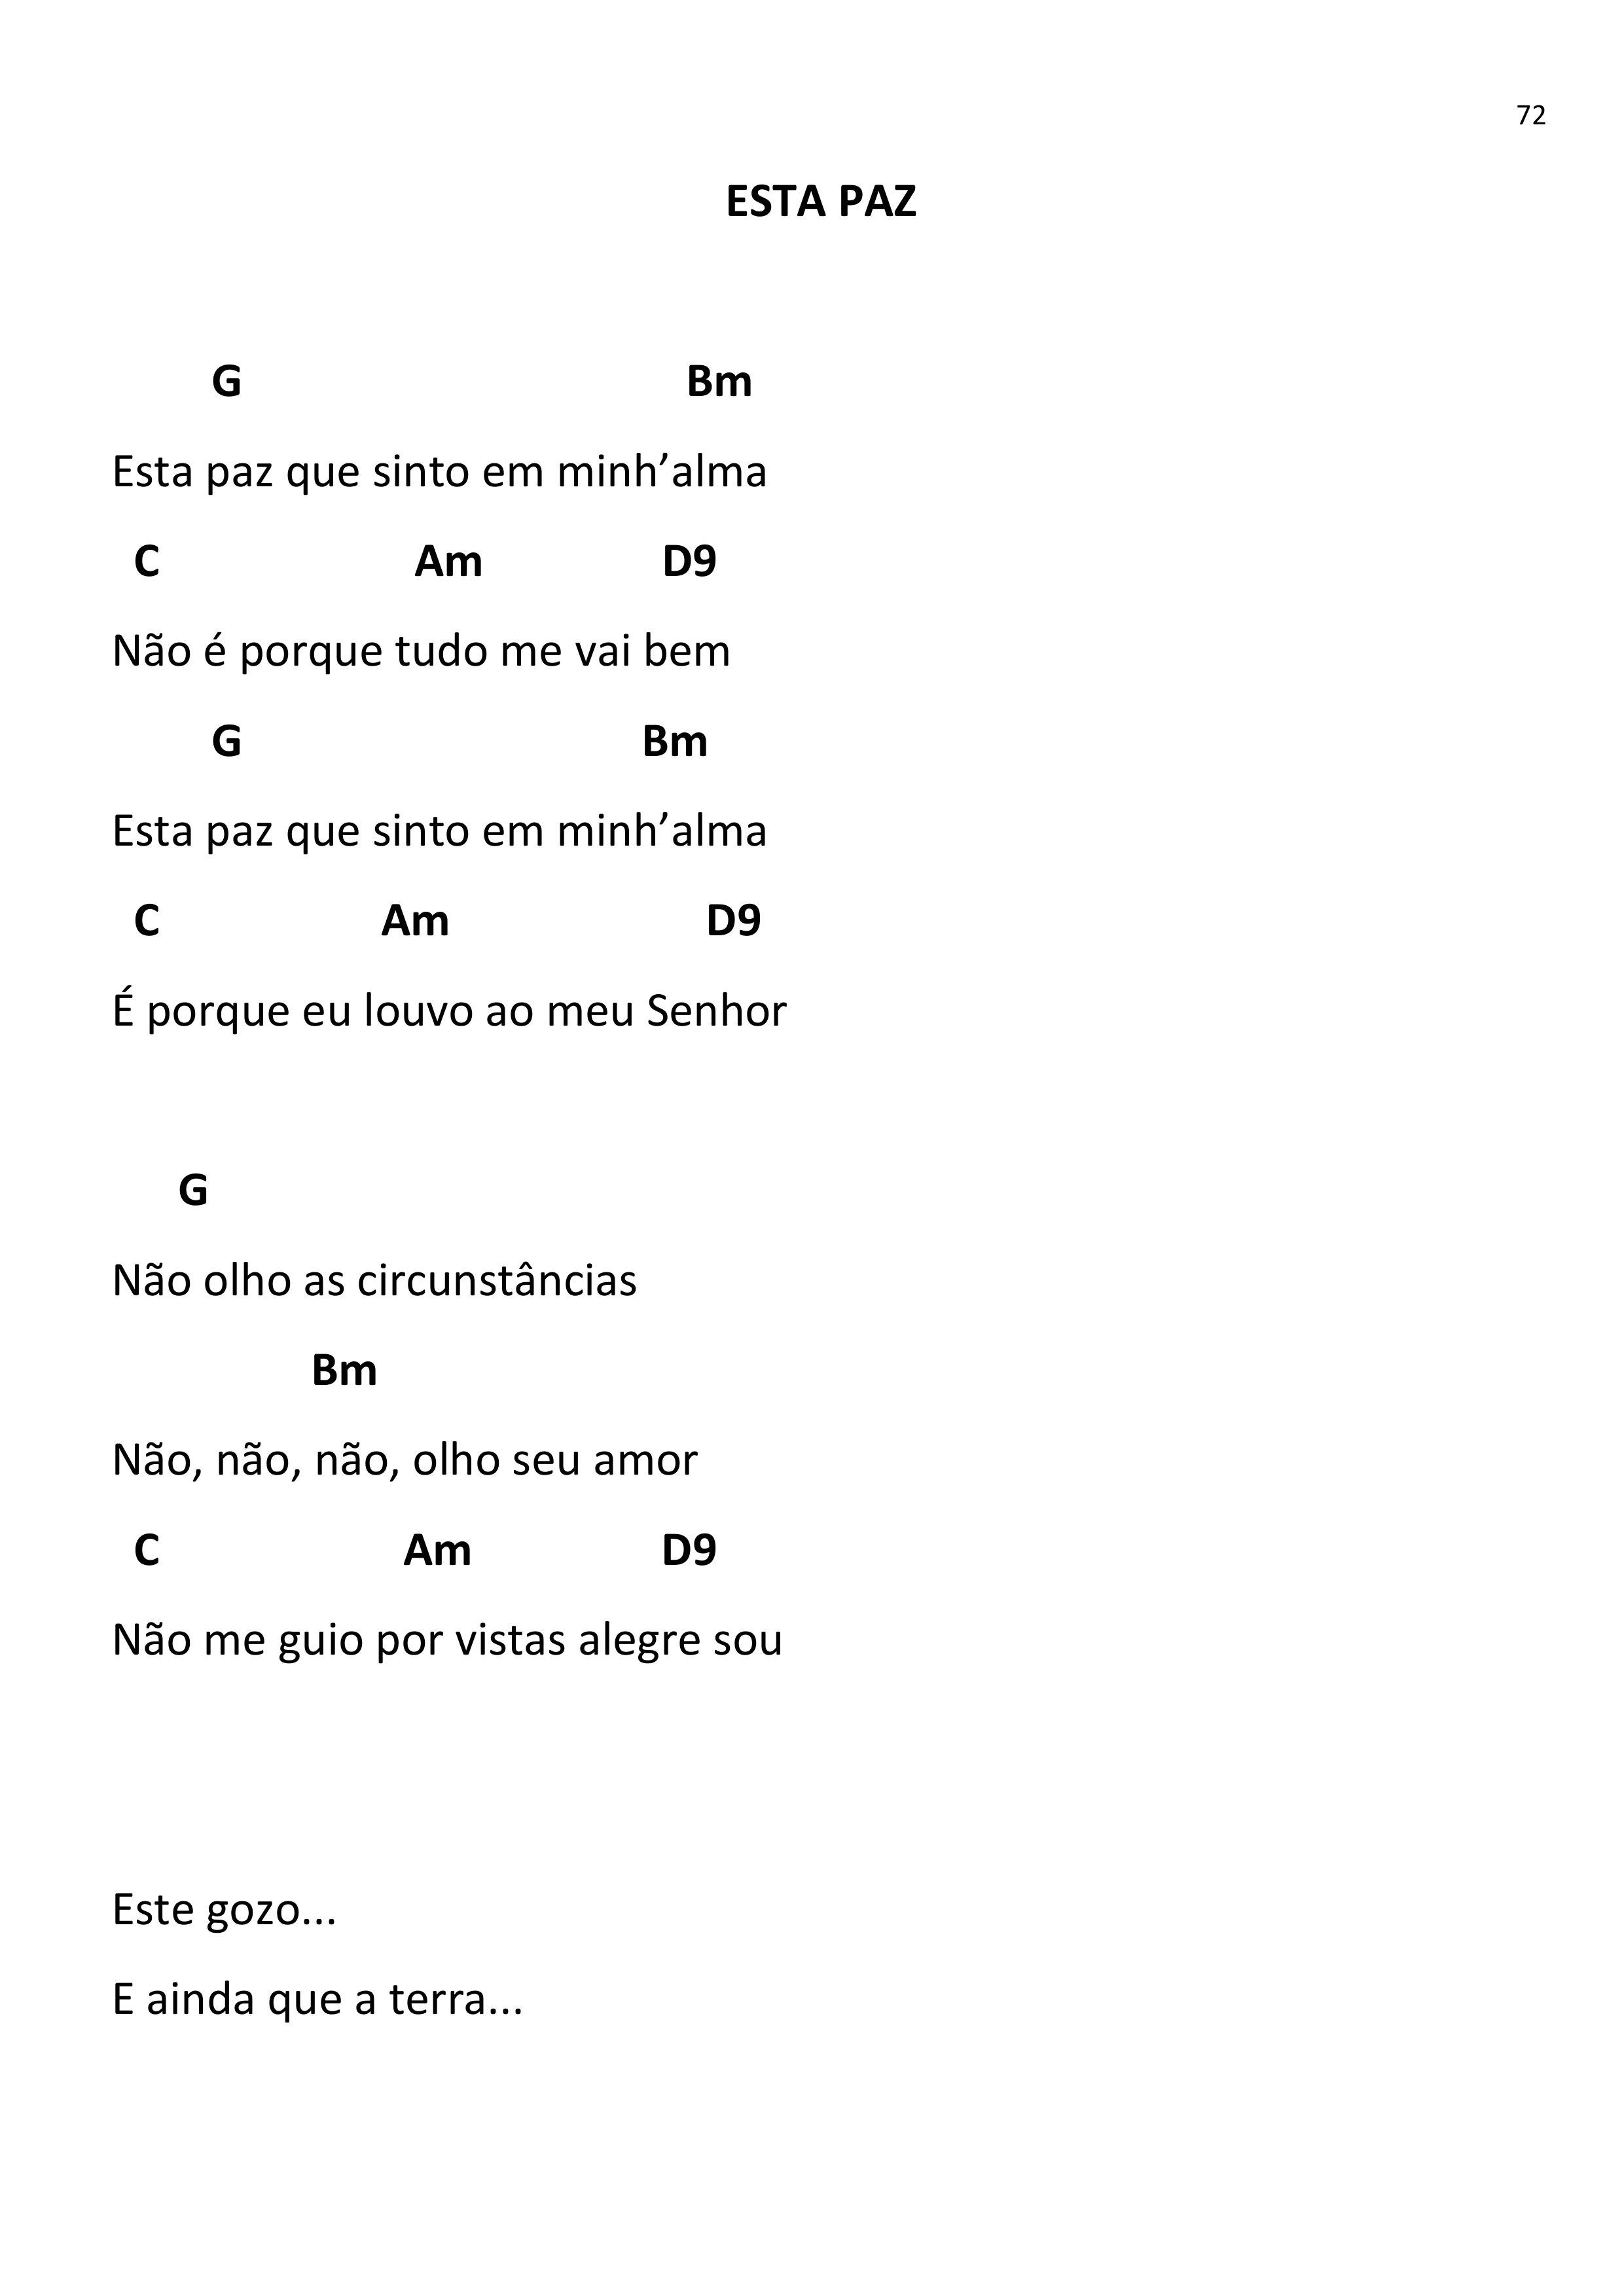 72
ESTA PAZ
G Bm
Esta paz que sinto em minh’alma
C Am D9
Não é porque tudo me vai bem
G Bm
Esta paz que sinto em minh’alma
C Am D9
É porque eu louvo ao meu Senhor
G
Não olho as circunstâncias
Bm
Não, não, não, olho seu amor
C Am D9
Não me guio por vistas alegre sou
Este gozo...
E ainda que a terra...